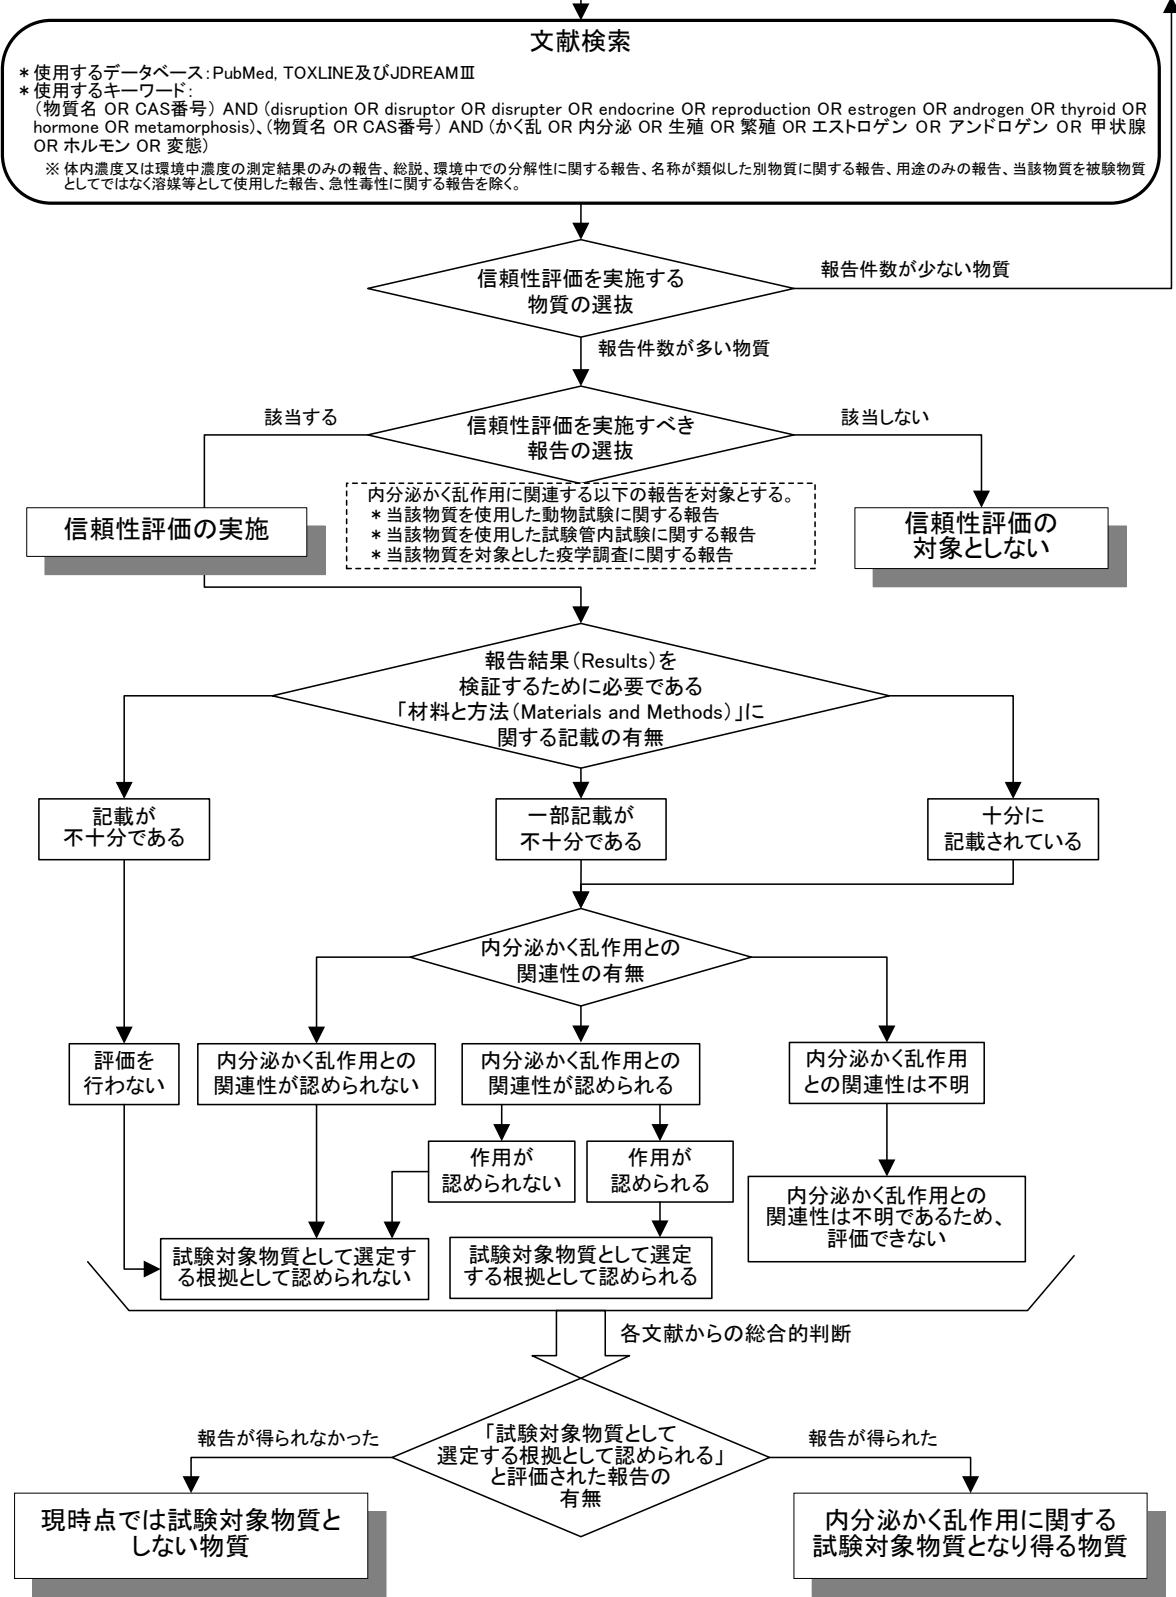 文献検索
＊使用するデータベース：PubMed, TOXLINE及びJDREAMⅢ
＊使用するキーワード：
（物質名 OR CAS番号） AND （disruption OR disruptor OR disrupter OR endocrine OR reproduction OR estrogen OR androgen OR thyroid OR
hormone OR metamorphosis）、（物質名 OR CAS番号） AND （かく乱 OR 内分泌 OR 生殖 OR 繁殖 OR エストロゲン OR アンドロゲン OR 甲状腺
OR ホルモン OR 変態）
※ 体内濃度又は環境中濃度の測定結果のみの報告、総説、環境中での分解性に関する報告、名称が類似した別物質に関する報告、用途のみの報告、当該物質を被験物質
としてではなく溶媒等として使用した報告、急性毒性に関する報告を除く。
信頼性評価を実施する
物質の選抜
報告件数が少ない物質
報告件数が多い物質
該当する
信頼性評価を実施すべき
報告の選抜
該当しない
内分泌かく乱作用に関連する以下の報告を対象とする。
＊当該物質を使用した動物試験に関する報告
＊当該物質を使用した試験管内試験に関する報告
＊当該物質を対象とした疫学調査に関する報告
信頼性評価の実施
信頼性評価の
対象としない
報告結果（Results）を
検証するために必要である
「材料と方法（Materials and Methods）」に
関する記載の有無
記載が
不十分である
一部記載が
不十分である
十分に
記載されている
内分泌かく乱作用との
関連性の有無
評価を
行わない
内分泌かく乱作用との
関連性が認められない
内分泌かく乱作用との
関連性が認められる
内分泌かく乱作用
との関連性は不明
作用が
認められない
作用が
認められる
内分泌かく乱作用との
関連性は不明であるため、
評価できない
試験対象物質として選定す
る根拠として認められない
試験対象物質として選定
する根拠として認められる
各文献からの総合的判断
「試験対象物質として
選定する根拠として認められる」
と評価された報告の
有無
報告が得られなかった
報告が得られた
現時点では試験対象物質と
しない物質
内分泌かく乱作用に関する
試験対象物質となり得る物質